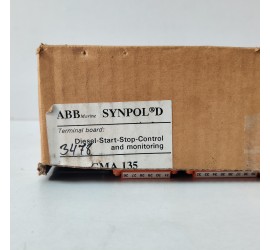 ABB Marine SYNPOL®D
Terminal board:
Diesel-Start-Stop-Control
and monitoring
3478
CMA 135